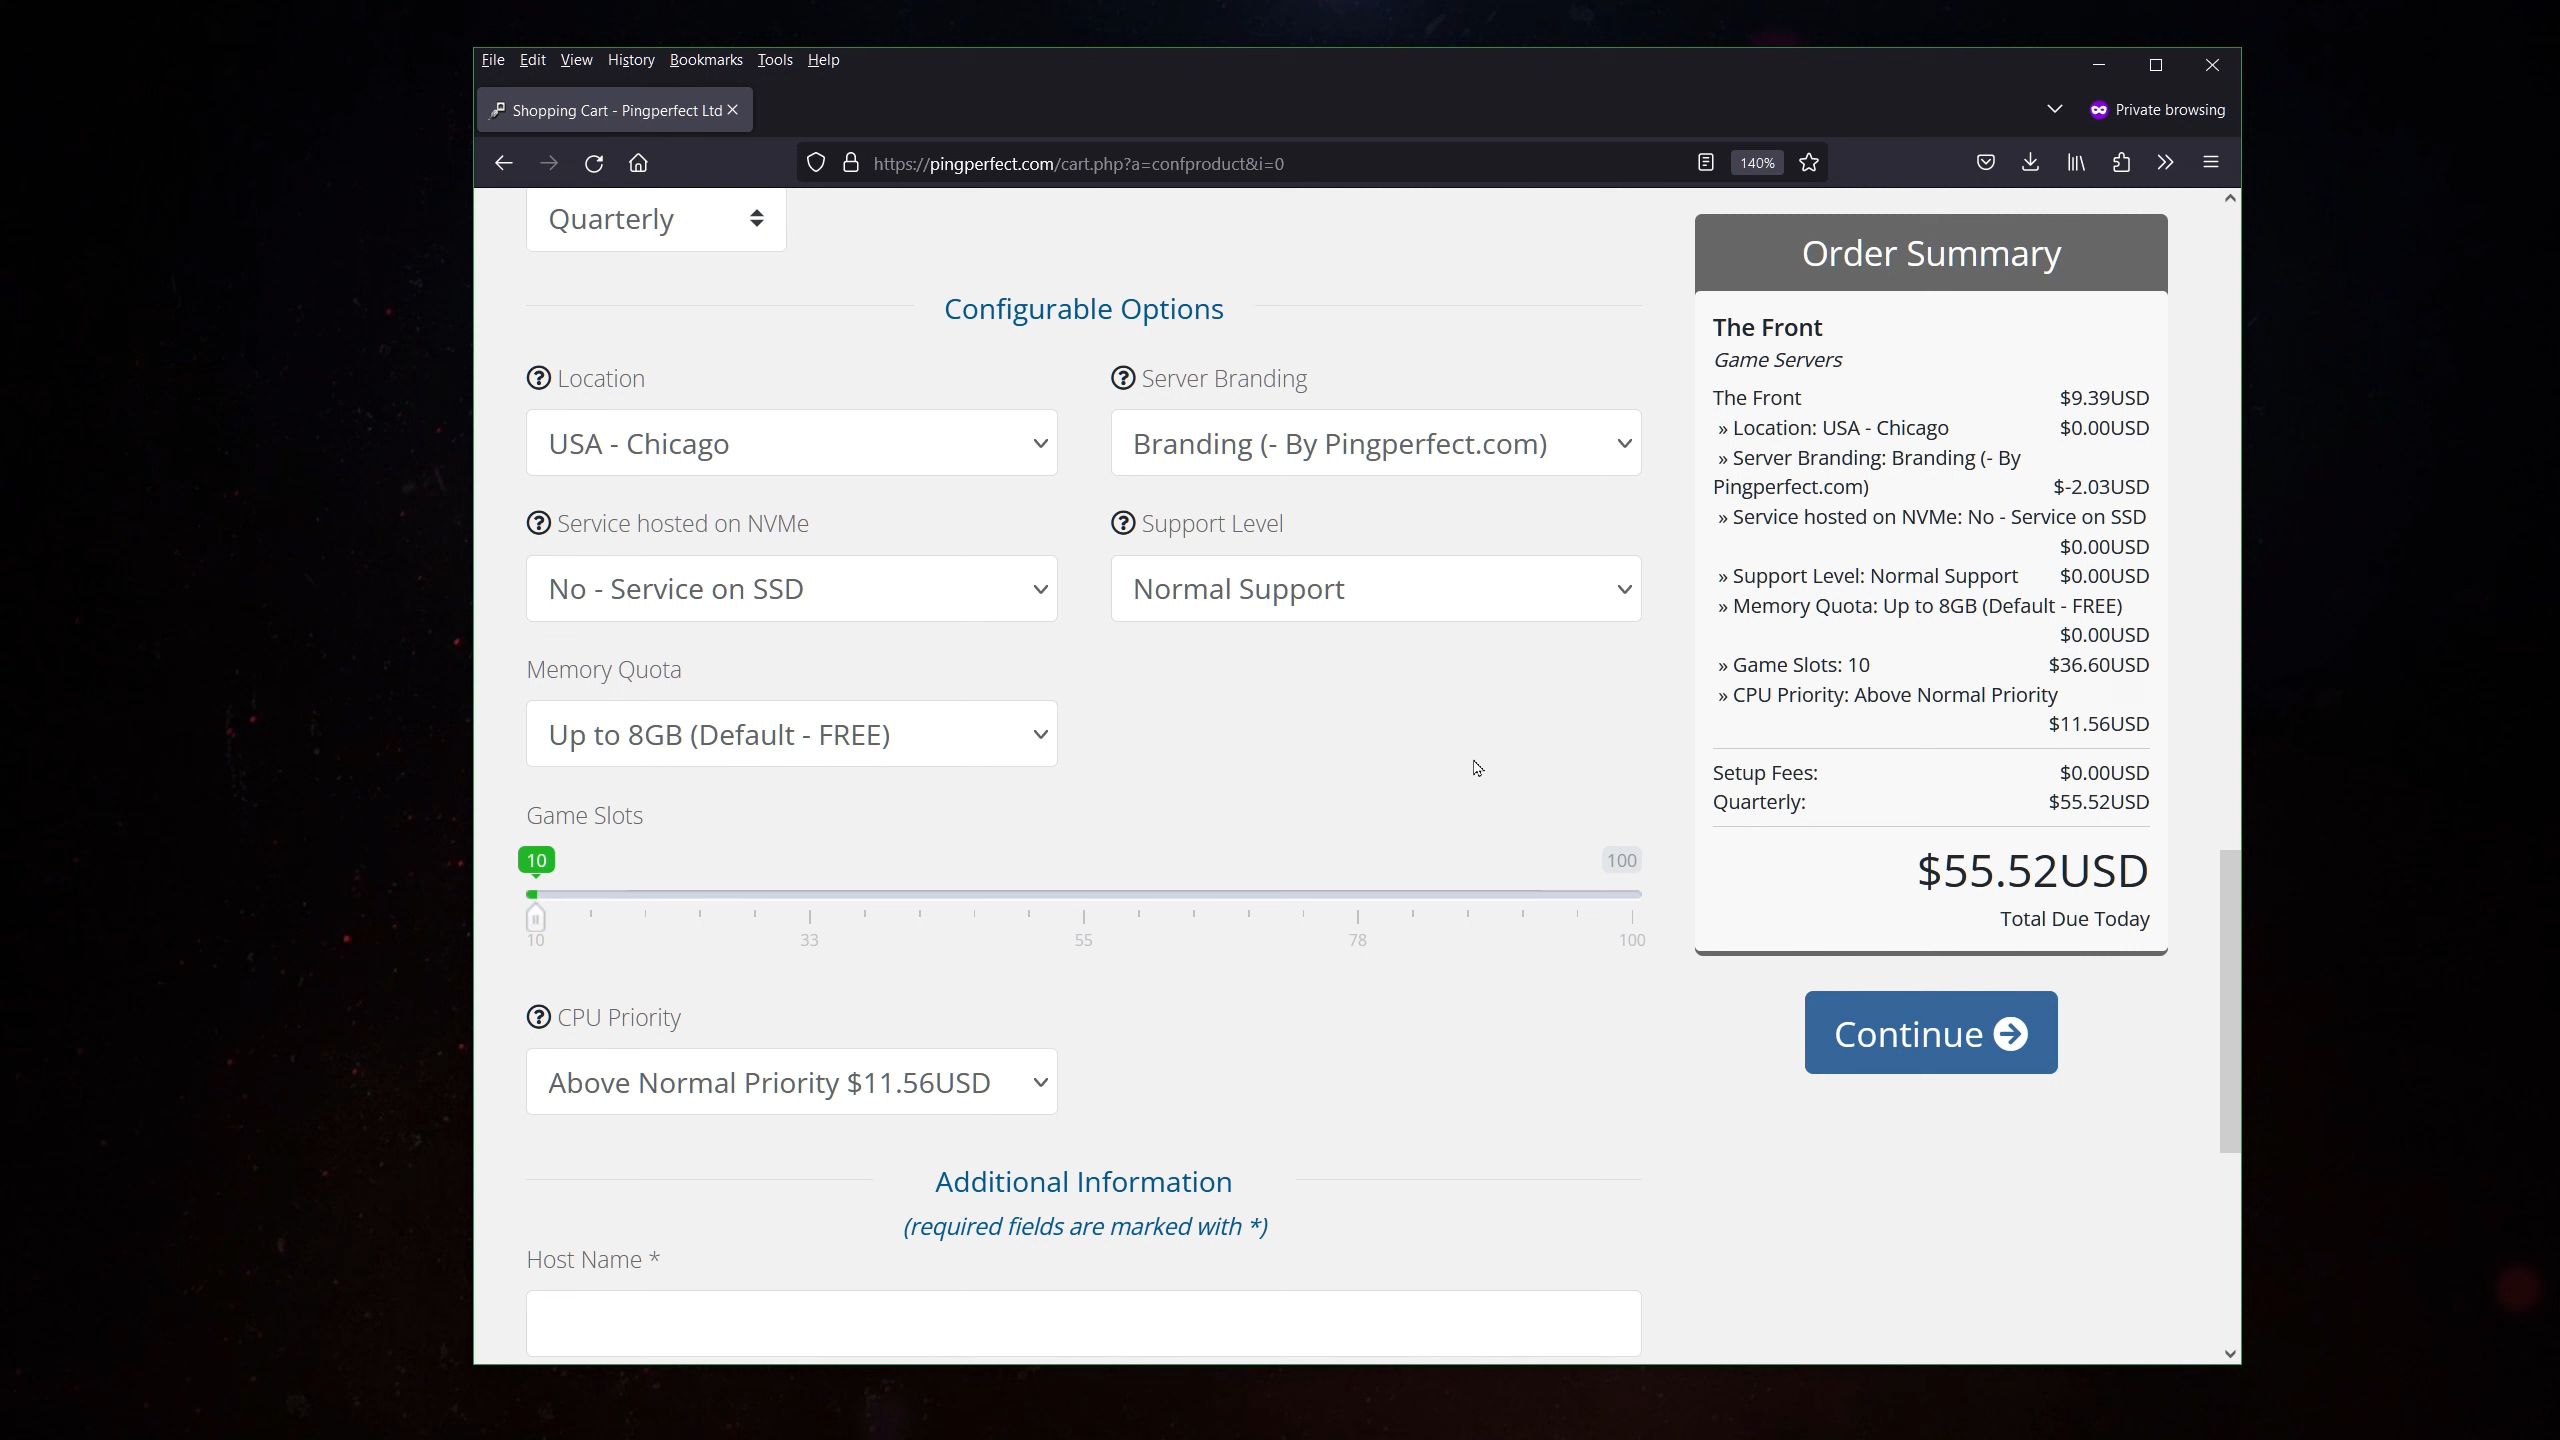 File Edit View History Bookmarks Tools Help
Shopping Cart - Pingperfect Ltd
Private browsing
https://pingperfect.com/cart.php?a=confproduct&i=0
140%
Quarterly
Configurable Options
Location
USA - Chicago
Server Branding
Branding (- By Pingperfect.com)
Service hosted on NVMe
No - Service on SSD
Support Level
Normal Support
Memory Quota
Up to 8GB (Default - FREE)
Game Slots
10
100
10 33 55 78 100
CPU Priority
Above Normal Priority $11.56USD
Additional Information
(required fields are marked with *)
Host Name *
Order Summary
The Front
Game Servers
The Front $9.39USD
» Location: USA - Chicago $0.00USD
» Server Branding: Branding (- By
Pingperfect.com) $-2.03USD
» Service hosted on NVMe: No - Service on SSD
$0.00USD
» Support Level: Normal Support $0.00USD
» Memory Quota: Up to 8GB (Default - FREE)
$0.00USD
» Game Slots: 10 $36.60USD
» CPU Priority: Above Normal Priority
$11.56USD
Setup Fees: $0.00USD
Quarterly: $55.52USD
$55.52USD
Total Due Today
Continue